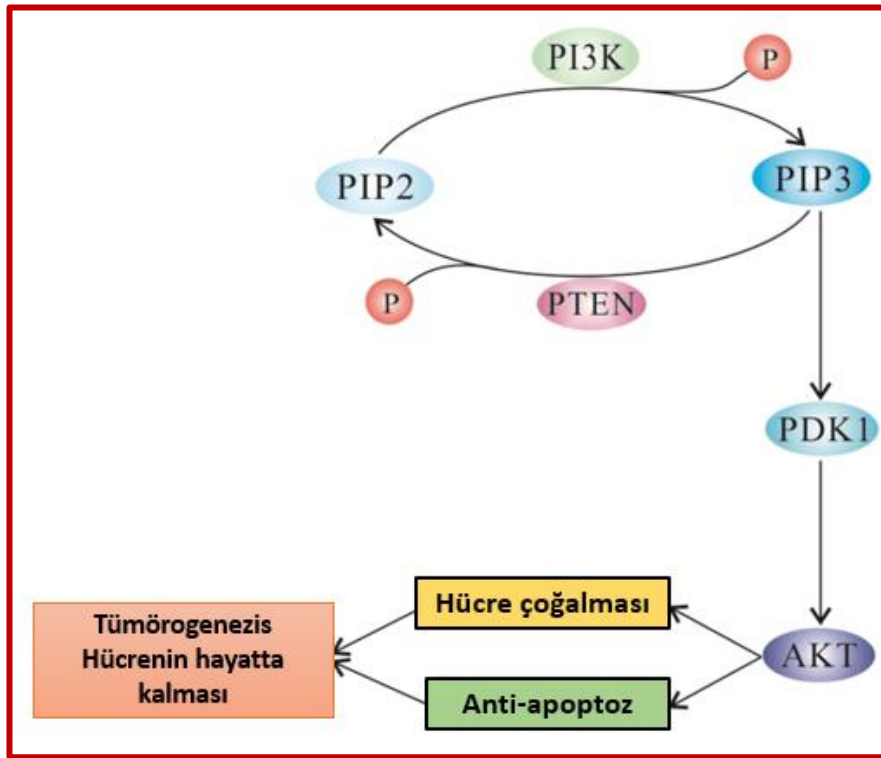 PI3K
P
PIP2
PIP3
P
PTEN
PDK1
Hücre çoğalması
Tümörogenezis
Hücrenin hayatta
kalması
AKT
Anti-apoptoz